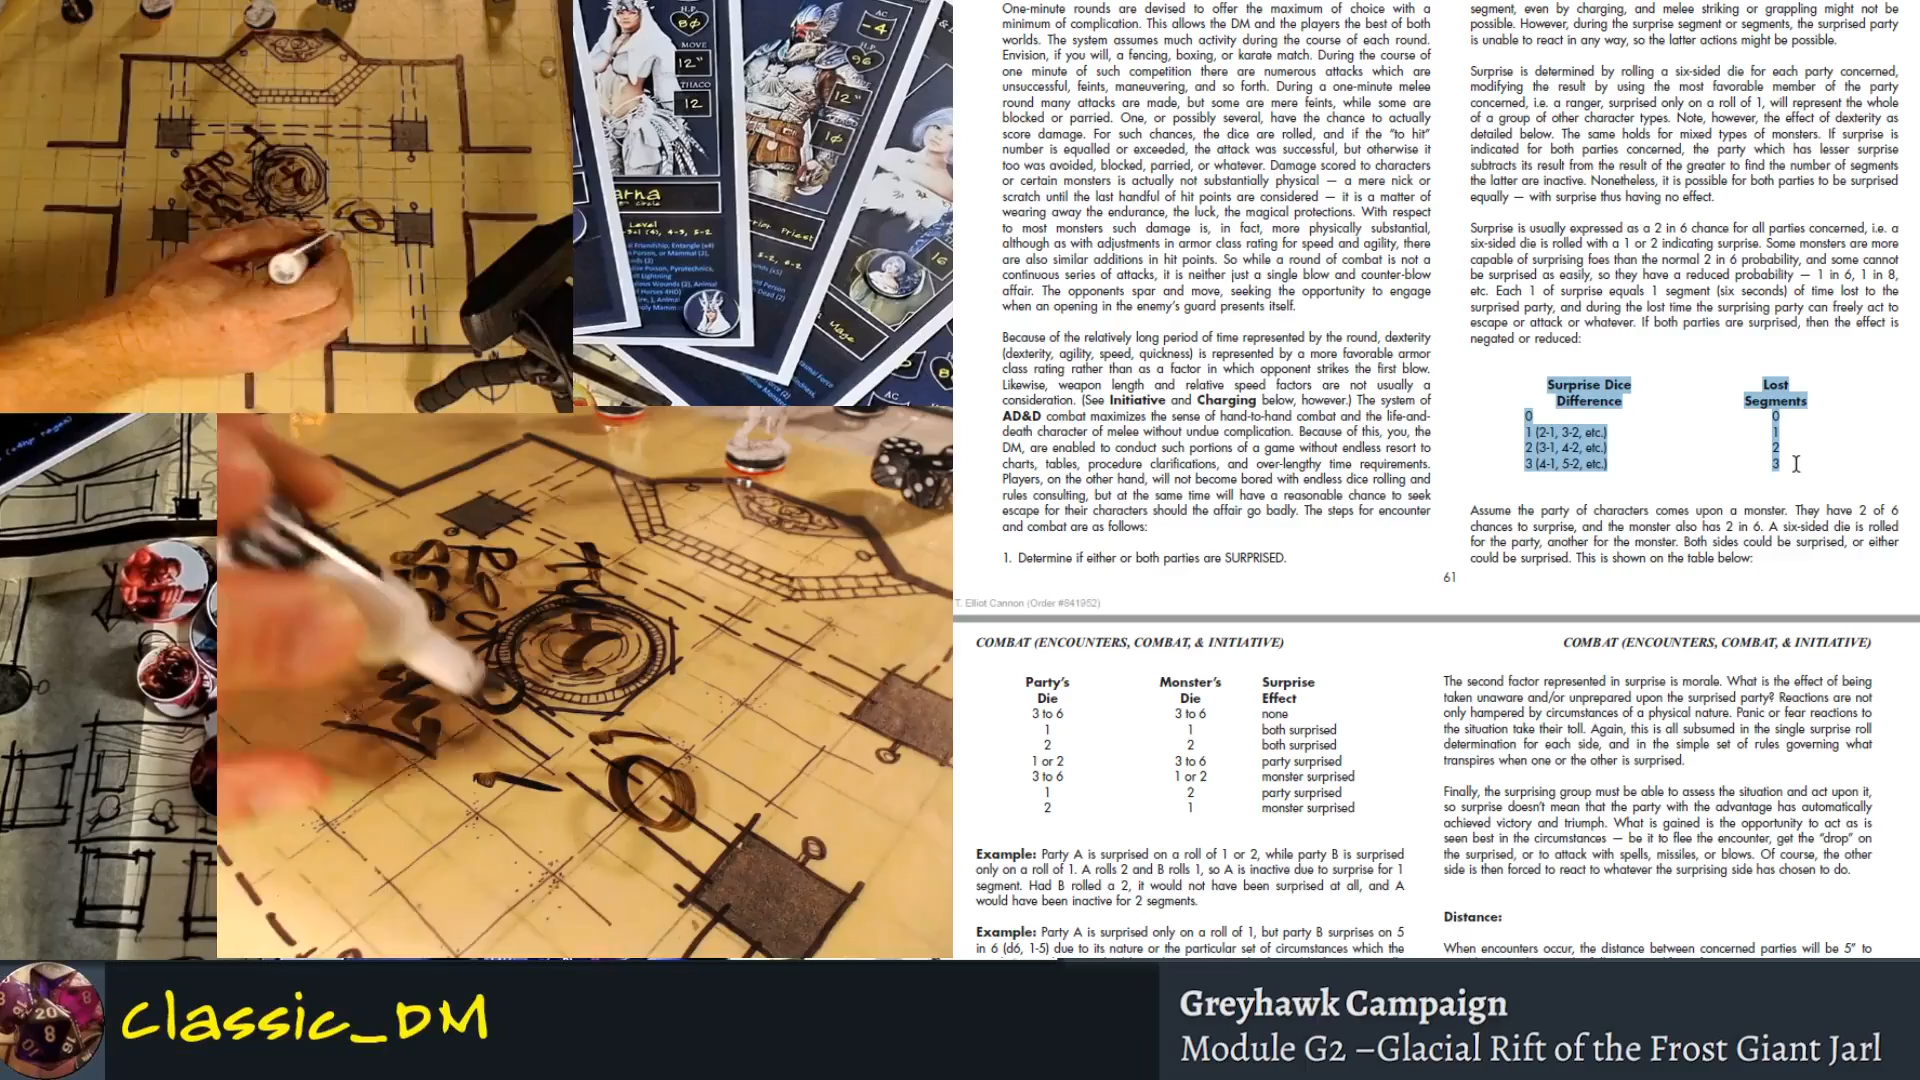 H.P
80
MOVE
12"
THACO
12
arna
Level
AC
-4
H.P.
96
12"
10
16
AC
One-minute rounds are devised to offer the maximum of choice with a
minimum of complication. This allows the DM and the players the best of both
worlds. The system assumes much activity during the course of each round.
Envision, if you will, a fencing, boxing, or karate match. During the course of
one minute of such competition there are numerous attacks which are
unsuccessful, feints, maneuvering, and so forth. During a one-minute melee
round many attacks are made, but some are mere feints, while some are
blocked or parried. One, or possibly several, have the chance to actually
score damage. For such chances, the dice are rolled, and if the "to hit"
number is equalled or exceeded, the attack was successful, but otherwise it
too was avoided, blocked, parried, or whatever. Damage scored to characters
or certain monsters is actually not substantially physical — a mere nick or
scratch until the last handful of hit points are considered — it is a matter of
wearing away the endurance, the luck, the magical protections. With respect
to most monsters such damage is, in fact, more physically substantial,
although as with adjustments in armor class rating for speed and agility, there
are also similar additions in hit points. So while a round of combat is not a
continuous series of attacks, it is neither just a single blow and counter-blow
affair. The opponents spar and move, seeking the opportunity to engage
when an opening in the enemy's guard presents itself.
Because of the relatively long period of time represented by the round, dexterity
(dexterity, agility, speed, quickness) is represented by a more favorable armor
class rating rather than as a factor in which opponent strikes the first blow.
Likewise, weapon length and relative speed factors are not usually a
consideration. (See Initiative and Charging below, however.) The system of
AD&D combat maximizes the sense of hand-to-hand combat and the life-and-
death character of melee without undue complication. Because of this, you, the
DM, are enabled to conduct such portions of a game without endless resort to
charts, tables, procedure clarifications, and over-lengthy time requirements.
Players, on the other hand, will not become bored with endless dice rolling and
rules consulting, but at the same time will have a reasonable chance to seek
escape for their characters should the affair go badly. The steps for encounter
and combat are as follows:
1. Determine if either or both parties are SURPRISED.
segment, even by charging, and melee striking or grappling might not be
possible. However, during the surprise segment or segments, the surprised party
is unable to react in any way, so the latter actions might be possible.
Surprise is determined by rolling a six-sided die for each party concerned,
modifying the result by using the most favorable member of the party
concerned, i.e. a ranger, surprised only on a roll of 1, will represent the whole
of a group of other character types. Note, however, the effect of dexterity as
detailed below. The same holds for mixed types of monsters. If surprise is
indicated for both parties concerned, the party which has lesser surprise
subtracts its result from the result of the greater to find the number of segments
the latter are inactive. Nonetheless, it is possible for both parties to be surprised
equally — with surprise thus having no effect.
Surprise is usually expressed as a 2 in 6 chance for all parties concerned, i.e. a
six-sided die is rolled with a 1 or 2 indicating surprise. Some monsters are more
capable of surprising foes than the normal 2 in 6 probability, and some cannot
be surprised as easily, so they have a reduced probability — 1 in 6, 1 in 8,
etc. Each 1 of surprise equals 1 segment (six seconds) of time lost to the
surprised party, and during the lost time the surprising party can freely act to
escape or attack or whatever. If both parties are surprised, then the effect is
negated or reduced:
Surprise Dice Lost
Difference Segments
0 0
1 (2-1, 3-2, etc.) 1
2 (3-1, 4-2, etc.) 2
3 (4-1, 5-2, etc.) 3
Assume the party of characters comes upon a monster. They have 2 of 6
chances to surprise, and the monster also has 2 in 6. A six-sided die is rolled
for the party, another for the monster. Both sides could be surprised, or either
could be surprised. This is shown on the table below:
61
T. Elliot Cannon (Order #841952)
COMBAT (ENCOUNTERS, COMBAT, & INITIATIVE) COMBAT (ENCOUNTERS, COMBAT, & INITIATIVE)
Party's Monster's Surprise
Die Die Effect
3 to 6 3 to 6 none
1 1 both surprised
2 2 both surprised
1 or 2 3 to 6 party surprised
3 to 6 1 or 2 monster surprised
1 2 party surprised
2 1 monster surprised
Example: Party A is surprised on a roll of 1 or 2, while party B is surprised
only on a roll of 1. A rolls 2 and B rolls 1, so A is inactive due to surprise for 1
segment. Had B rolled a 2, it would not have been surprised at all, and A
would have been inactive for 2 segments.
Example: Party A is surprised only on a roll of 1, but party B surprises on 5
in 6 (d6, 1-5) due to its nature or the particular set of circumstances which the
The second factor represented in surprise is morale. What is the effect of being
taken unaware and/or unprepared upon the surprised party? Reactions are not
only hampered by circumstances of a physical nature. Panic or fear reactions to
the situation take their toll. Again, this is all subsumed in the single surprise roll
determination for each side, and in the simple set of rules governing what
transpires when one or the other is surprised.
Finally, the surprising group must be able to assess the situation and act upon it,
so surprise doesn't mean that the party with the advantage has automatically
achieved victory and triumph. What is gained is the opportunity to act as is
seen best in the circumstances — be it to flee the encounter, get the "drop" on
the surprised, or to attack with spells, missiles, or blows. Of course, the other
side is then forced to react to whatever the surprising side has chosen to do.
Distance:
When encounters occur, the distance between concerned parties will be 5" to
classic_DM
Greyhawk Campaign
Module G2 –Glacial Rift of the Frost Giant Jarl